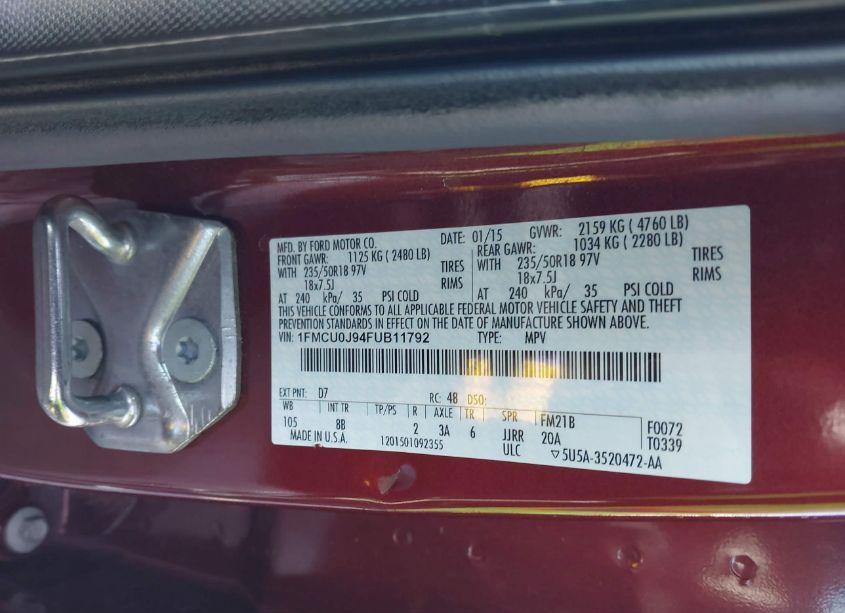 MFD. BY FORD MOTOR CO. DATE: 01/15 GVWR: 2159 KG ( 4760 LB)
FRONT GAWR: 1125 KG ( 2480 LB) REAR GAWR: 1034 KG ( 2280 LB)
WITH 235/50R18 97V TIRES WITH 235/50R18 97V TIRES
18x7.5J RIMS 18x7.5J RIMS
AT 240 kPa/ 35 PSI COLD AT 240 kPa/ 35 PSI COLD
THIS VEHICLE CONFORMS TO ALL APPLICABLE FEDERAL MOTOR VEHICLE SAFETY AND THEFT
PREVENTION STANDARDS IN EFFECT ON THE DATE OF MANUFACTURE SHOWN ABOVE.
VIN: 1FMCU0J94FUB11792 TYPE: MPV
EXT PNT: D7 RC: 48 DSO:
WB INT TR TP/PS R AXLE TR SPR FM21B F0072
105 8B 2 3A 6 JJRR 20A T0339
MADE IN U.S.A. 1201501092355 ULC ▽5U5A-3520472-AA